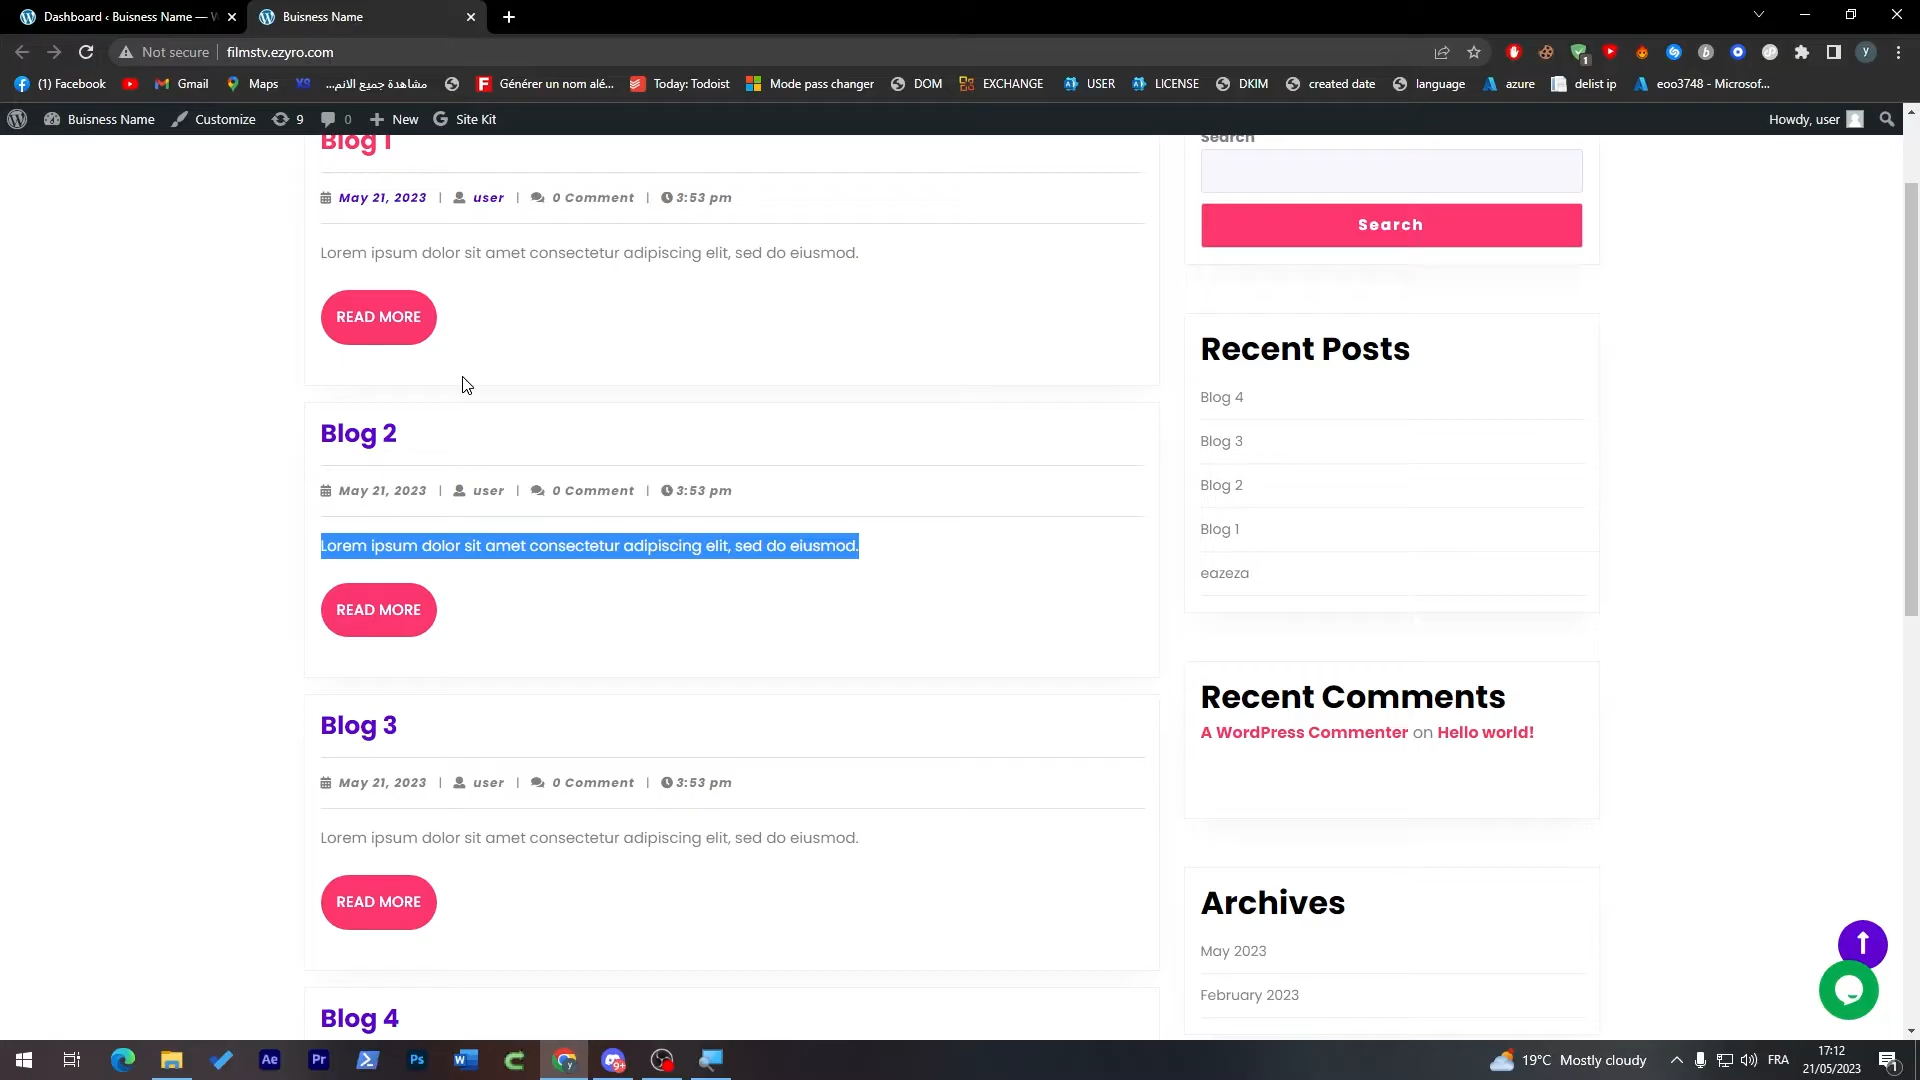 Dashboard ‹ Buisness Name — W
Buisness Name
Not secure
filmstv.ezyro.com
1
y
(1) Facebook
Gmail
Maps
مشاهدة جميع الانم...
Générer un nom alé...
Today: Todoist
Mode pass changer
DOM
EXCHANGE
USER
LICENSE
DKIM
created date
language
azure
delist ip
eoo3748 - Microsof...
Buisness Name
Customize
9
0
New
Site Kit
Howdy, user
Blog 1
May 21, 2023 | user | 0 Comment | 3:53 pm
Lorem ipsum dolor sit amet consectetur adipiscing elit, sed do eiusmod.
READ MORE
Blog 2
May 21, 2023 | user | 0 Comment | 3:53 pm
Lorem ipsum dolor sit amet consectetur adipiscing elit, sed do eiusmod.
READ MORE
Blog 3
May 21, 2023 | user | 0 Comment | 3:53 pm
Lorem ipsum dolor sit amet consectetur adipiscing elit, sed do eiusmod.
READ MORE
Blog 4
Search
Search
Recent Posts
Blog 4
Blog 3
Blog 2
Blog 1
eazeza
Recent Comments
A WordPress Commenter on Hello world!
Archives
May 2023
February 2023
Ae
Pr
Ps
W
9+
19°C Mostly cloudy
FRA
17:12
21/05/2023
1